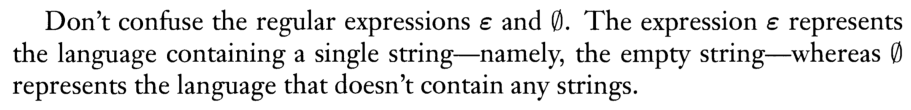 Don't confuse the regular expressions ε and ∅. The expression ε represents
the language containing a single string—namely, the empty string—whereas ∅
represents the language that doesn't contain any strings.